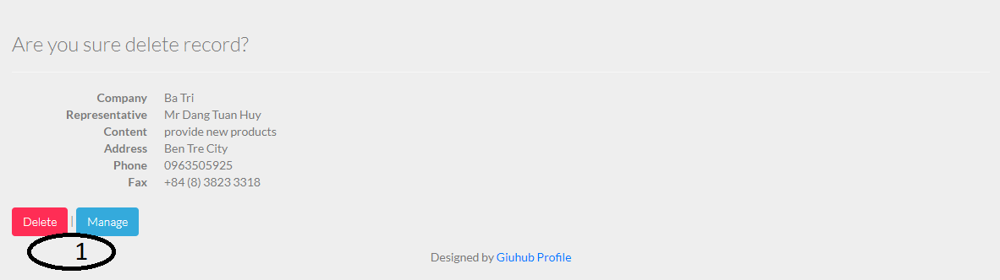 Are you sure delete record?
Company Ba Tri
Representative Mr Dang Tuan Huy
Content provide new products
Address Ben Tre City
Phone 0963505925
Fax +84 (8) 3823 3318
Delete | Manage
1
Designed by Giuhub Profile